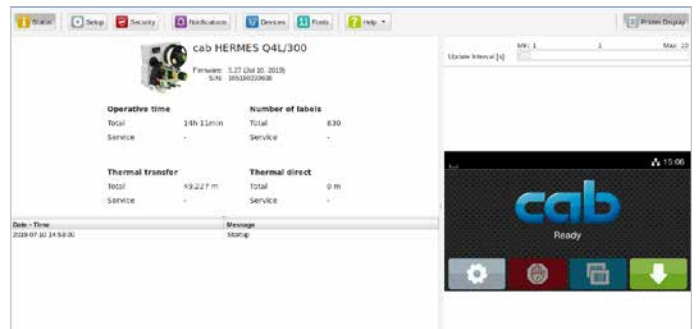 Status Setup Security Notifications Devices Fonts Help Printer Display
cab HERMES Q4L/300
Firmware: 5.27 (Jul 10, 2019)
S/N:
Update Interval [s] Min: 1 1 Max: 10
Operative time Number of labels
Total 14h 11min Total 830
Service - Service -
Thermal transfer Thermal direct
Total 49.227 m Total 0 m
Service - Service -
Date - Time Message
2019-07-10 14:53:00 Startup
15:06
cab
Ready